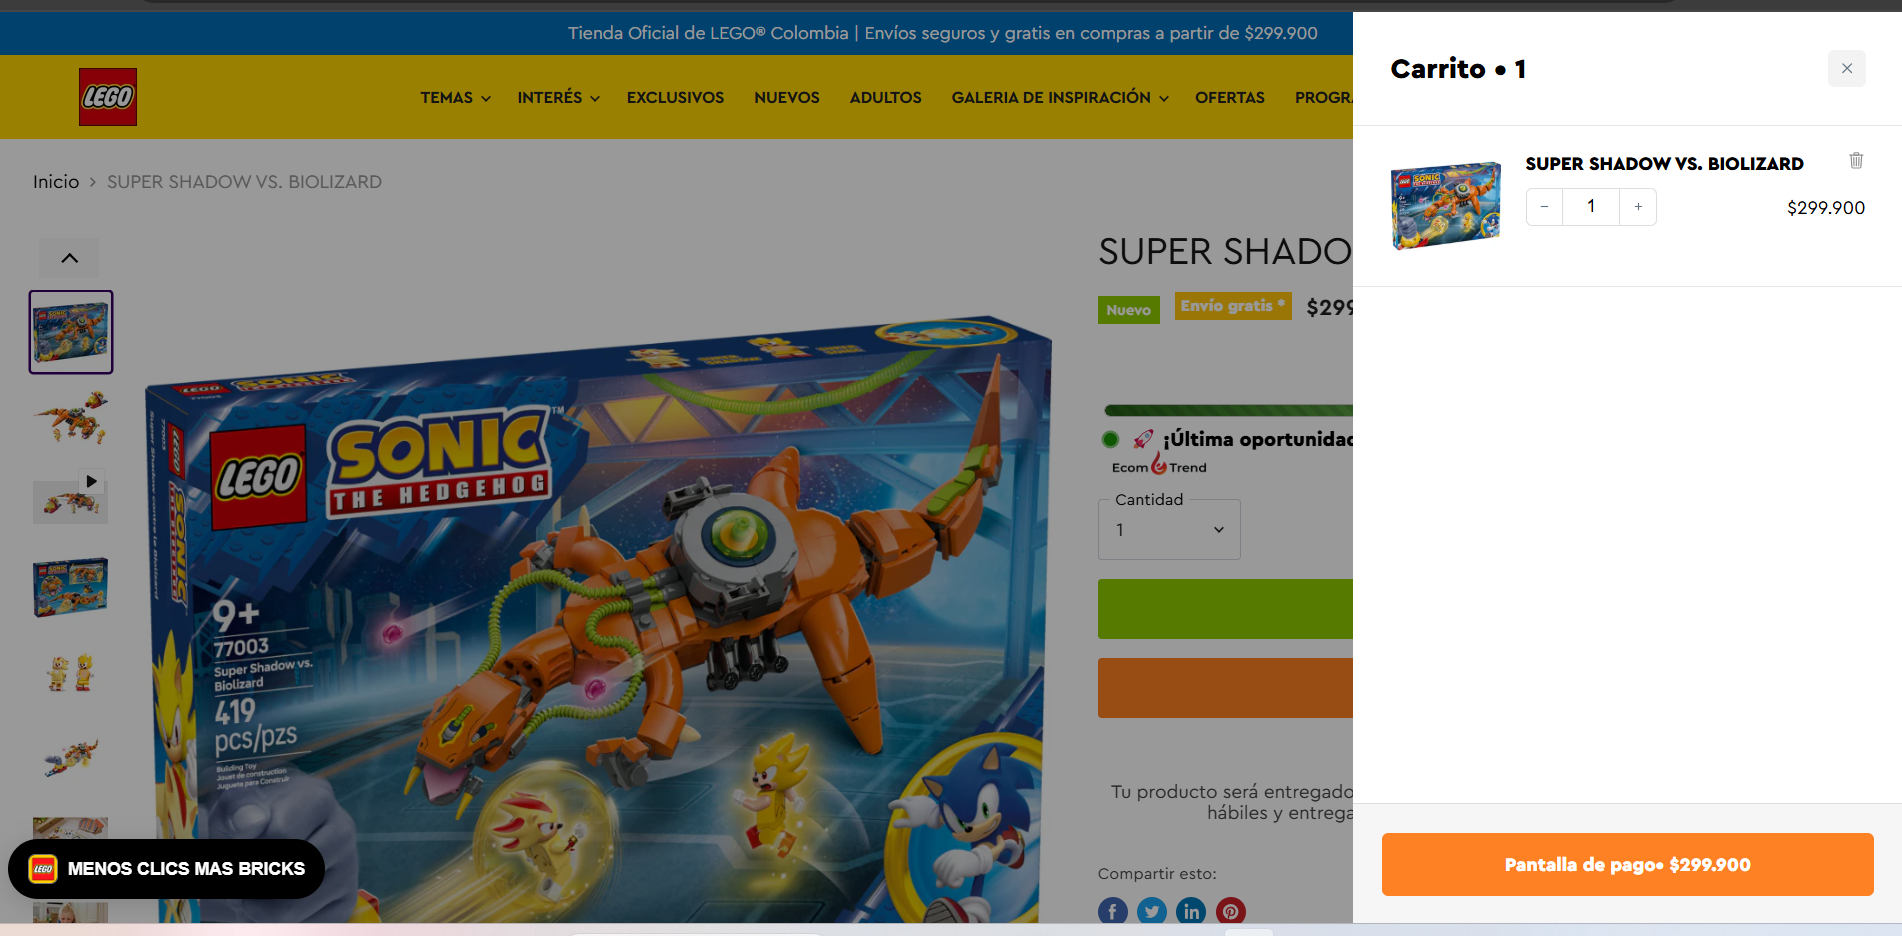 Tienda Oficial de LEGO® Colombia | Envíos seguros y gratis en compras a partir de $299.900
LEGO
TEMAS
INTERÉS
EXCLUSIVOS
NUEVOS
ADULTOS
GALERIA DE INSPIRACIÓN
OFERTAS
PROGRA
Inicio > SUPER SHADOW VS. BIOLIZARD
SUPER SHADO
Nuevo
Envío gratis *
$299
¡Última oportunidad
Ecom Trend
Cantidad
1
Tu producto será entregado
hábiles y entrega
Compartir esto:
LEGO
SONIC™
THE HEDGEHOG
9+
77003
Super Shadow vs.
Biolizard
419
pcs/pzs
Building Toy
Jouet de construction
Juguete para Construir
LEGO
MENOS CLICS MAS BRICKS
Carrito • 1
SUPER SHADOW VS. BIOLIZARD
− 1 +
$299.900
Pantalla de pago• $299.900